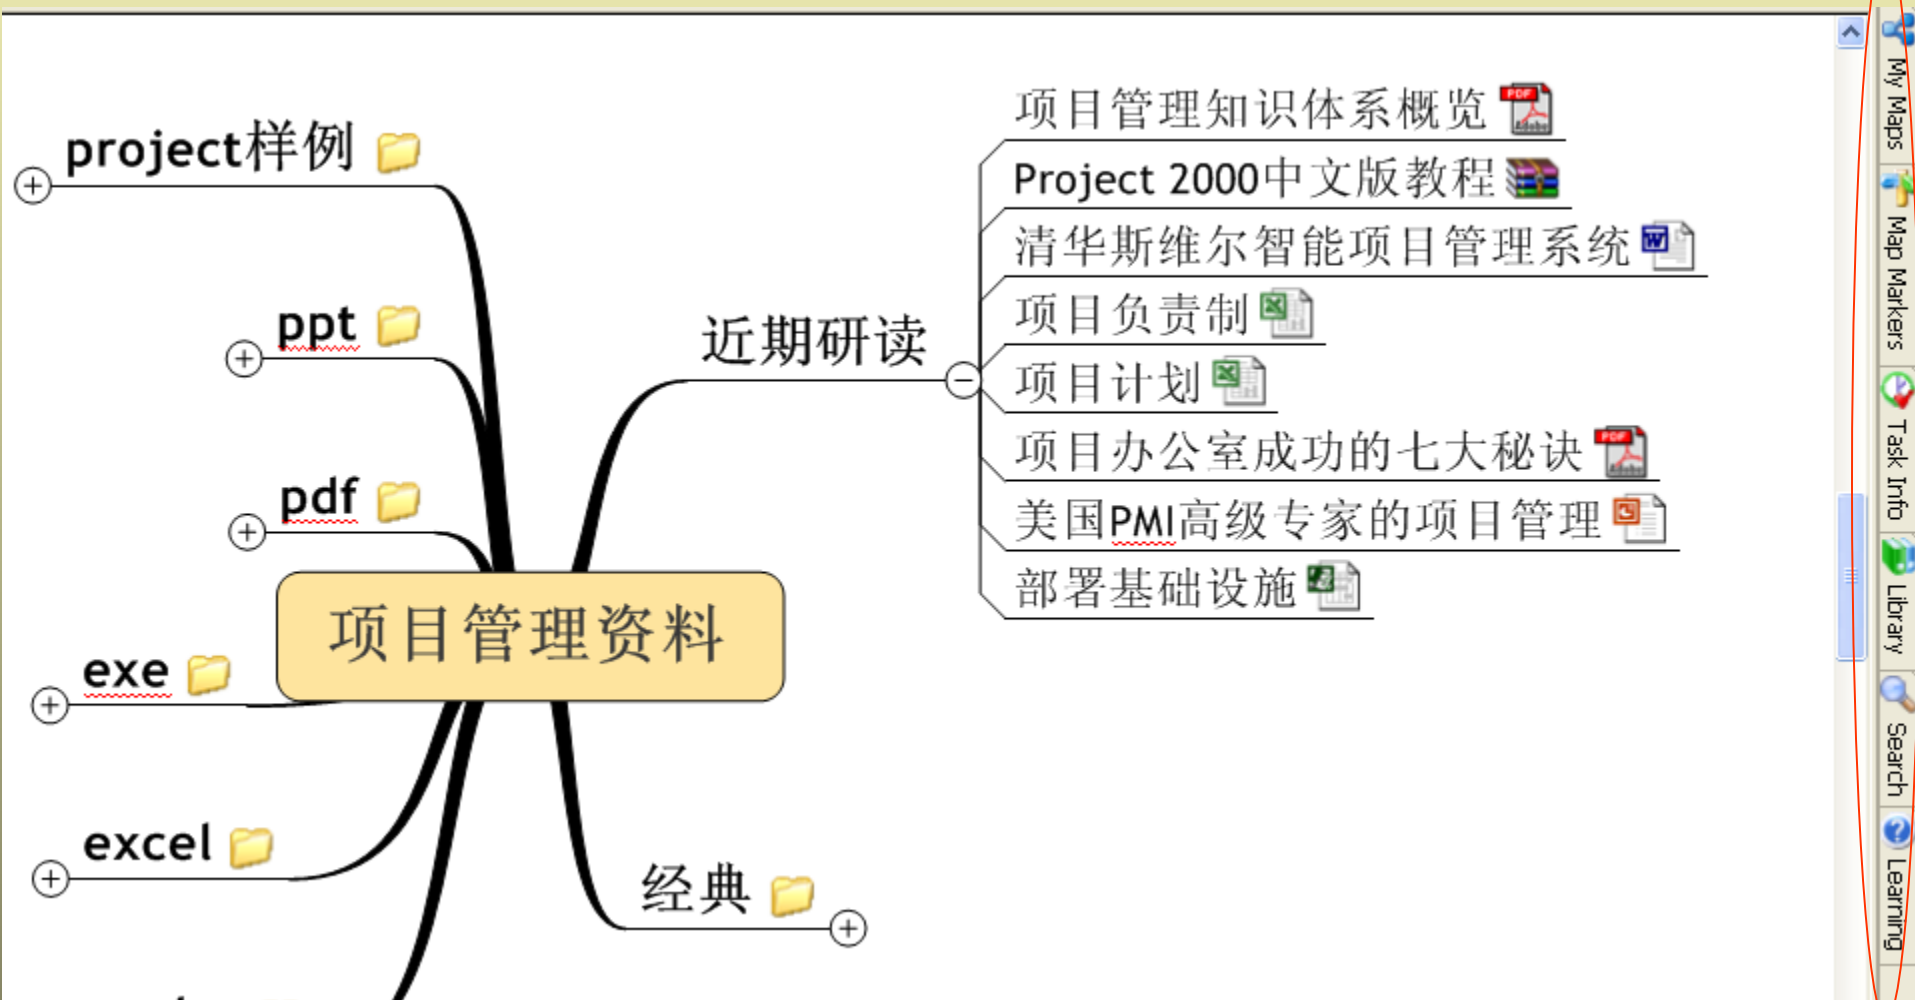 project样例
ppt
pdf
项目管理资料
exe
excel
近期研读
项目管理知识体系概览
Project 2000中文版教程
清华斯维尔智能项目管理系统
项目负责制
项目计划
项目办公室成功的七大秘诀
美国PMI高级专家的项目管理
部署基础设施
经典
My Maps
Map Markers
Task Info
Library
Search
Learning